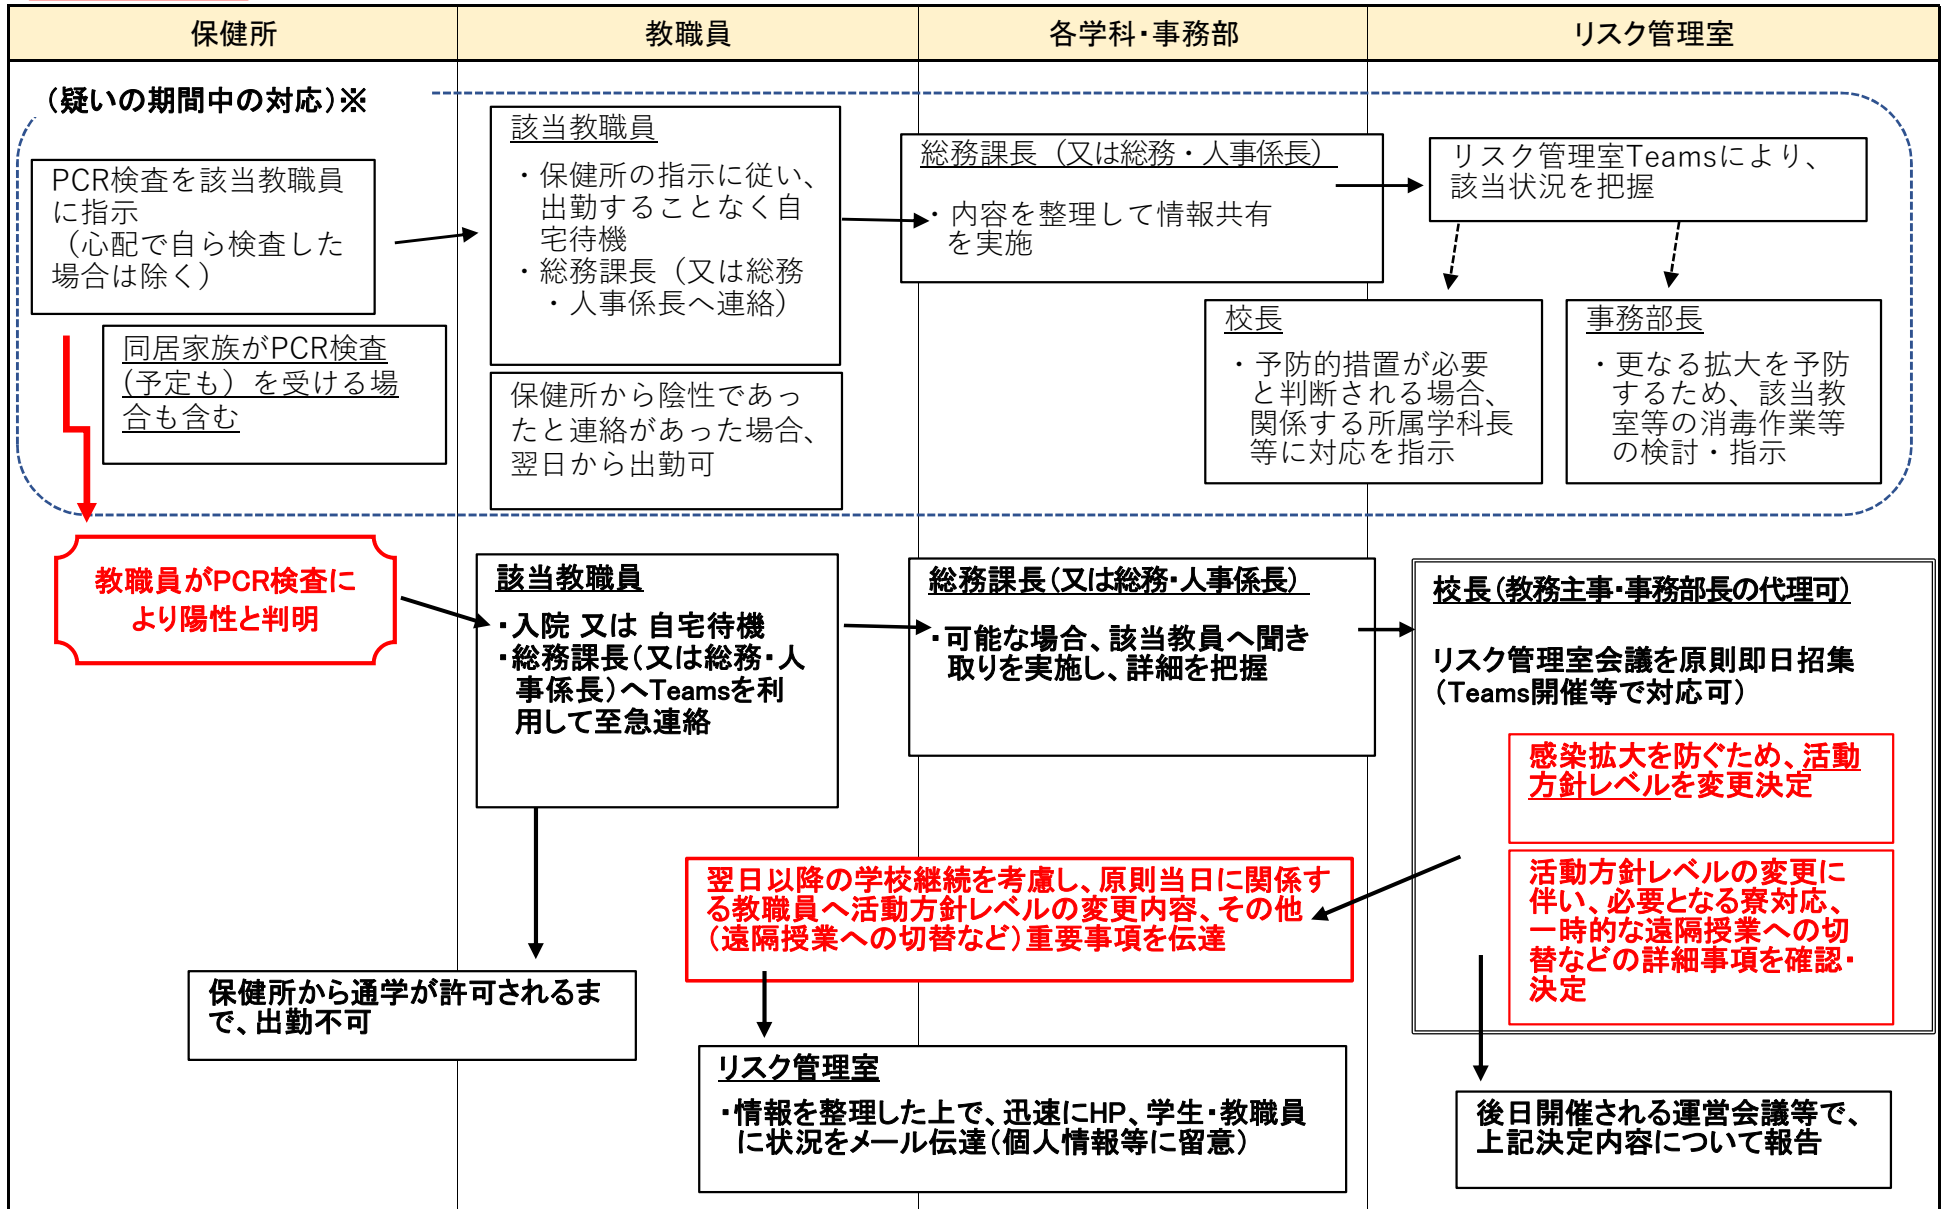 保健所
教職員
各学科・事務部
リスク管理室
（疑いの期間中の対応）※
PCR検査を該当教職員
に指示
（心配で自ら検査した
場合は除く）
同居家族がPCR検査
（予定も）を受ける場
合も含む
該当教職員
・保健所の指示に従い、
出勤することなく自
宅待機
・総務課長（又は総務
・人事係長へ連絡）
保健所から陰性であっ
たと連絡があった場合、
翌日から出勤可
総務課長（又は総務・人事係長）
・内容を整理して情報共有
を実施
リスク管理室Teamsにより、
該当状況を把握
校長
・予防的措置が必要
と判断される場合、
関係する所属学科長
等に対応を指示
事務部長
・更なる拡大を予防
するため、該当教
室等の消毒作業等
の検討・指示
教職員がPCR検査に
より陽性と判明
該当教職員
・入院 又は 自宅待機
・総務課長（又は総務・人
事係長）へTeamsを利
用して至急連絡
総務課長（又は総務・人事係長）
・可能な場合、該当教員へ聞き
取りを実施し、詳細を把握
校長（教務主事・事務部長の代理可）
リスク管理室会議を原則即日招集
（Teams開催等で対応可）
感染拡大を防ぐため、活動
方針レベルを変更決定
活動方針レベルの変更に
伴い、必要となる寮対応、
一時的な遠隔授業への切
替などの詳細事項を確認・
決定
翌日以降の学校継続を考慮し、原則当日に関係す
る教職員へ活動方針レベルの変更内容、その他
（遠隔授業への切替など）重要事項を伝達
保健所から通学が許可されるま
で、出勤不可
リスク管理室
・情報を整理した上で、迅速にHP、学生・教職員
に状況をメール伝達（個人情報等に留意）
後日開催される運営会議等で、
上記決定内容について報告